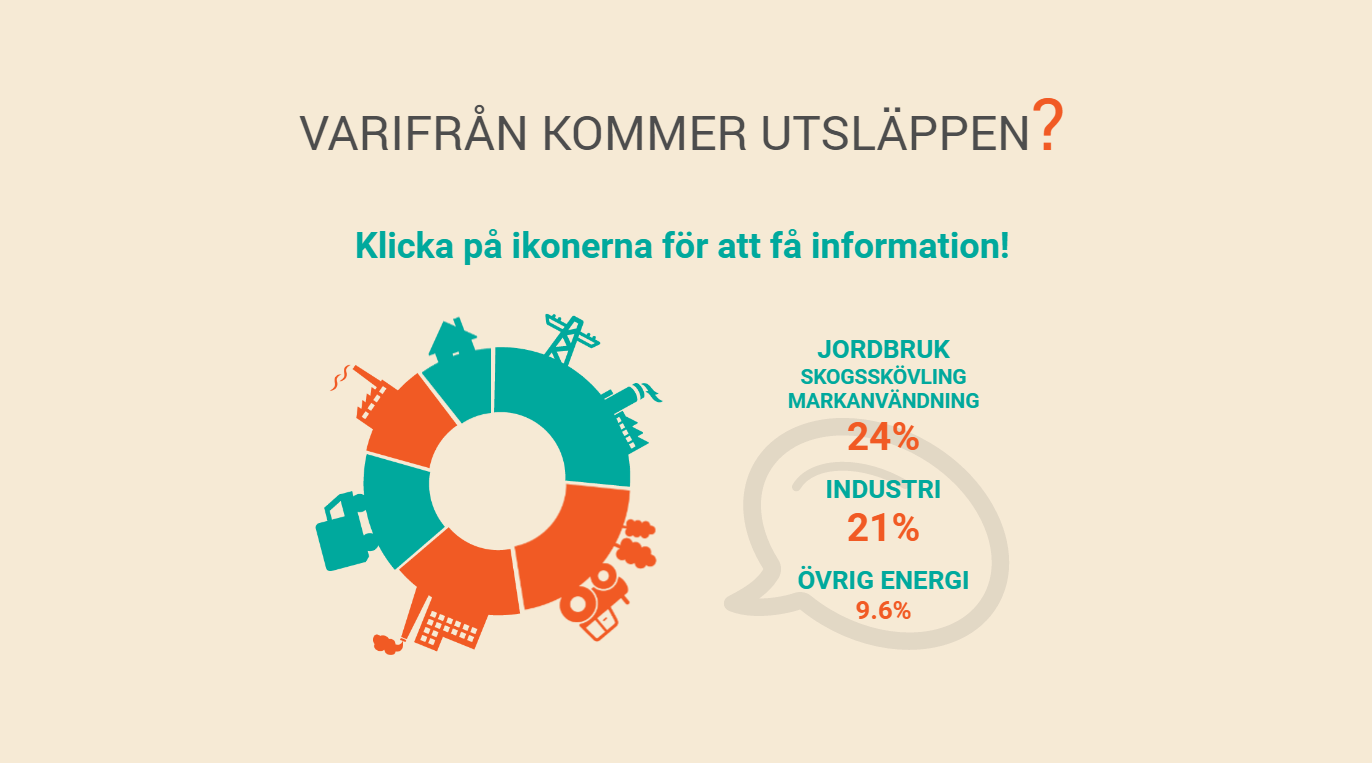 VARIFRÅN KOMMER UTSLÄPPEN?
Klicka på ikonerna för att få information!
JORDBRUK
SKOGSSKÖVLING
MARKANVÄNDNING
24%
INDUSTRI
21%
ÖVRIG ENERGI
9.6%